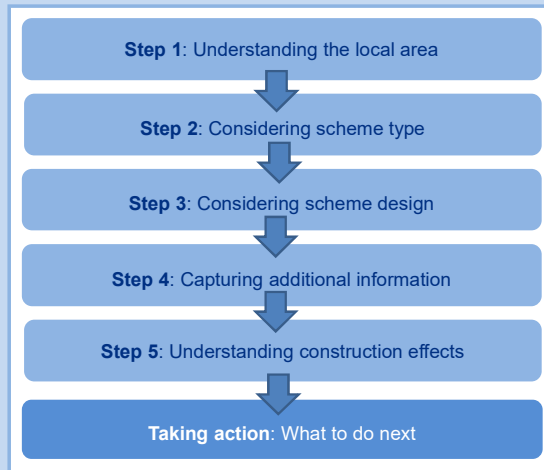 Step 1: Understanding the local area
Step 2: Considering scheme type
Step 3: Considering scheme design
Step 4: Capturing additional information
Step 5: Understanding construction effects
Taking action: What to do next